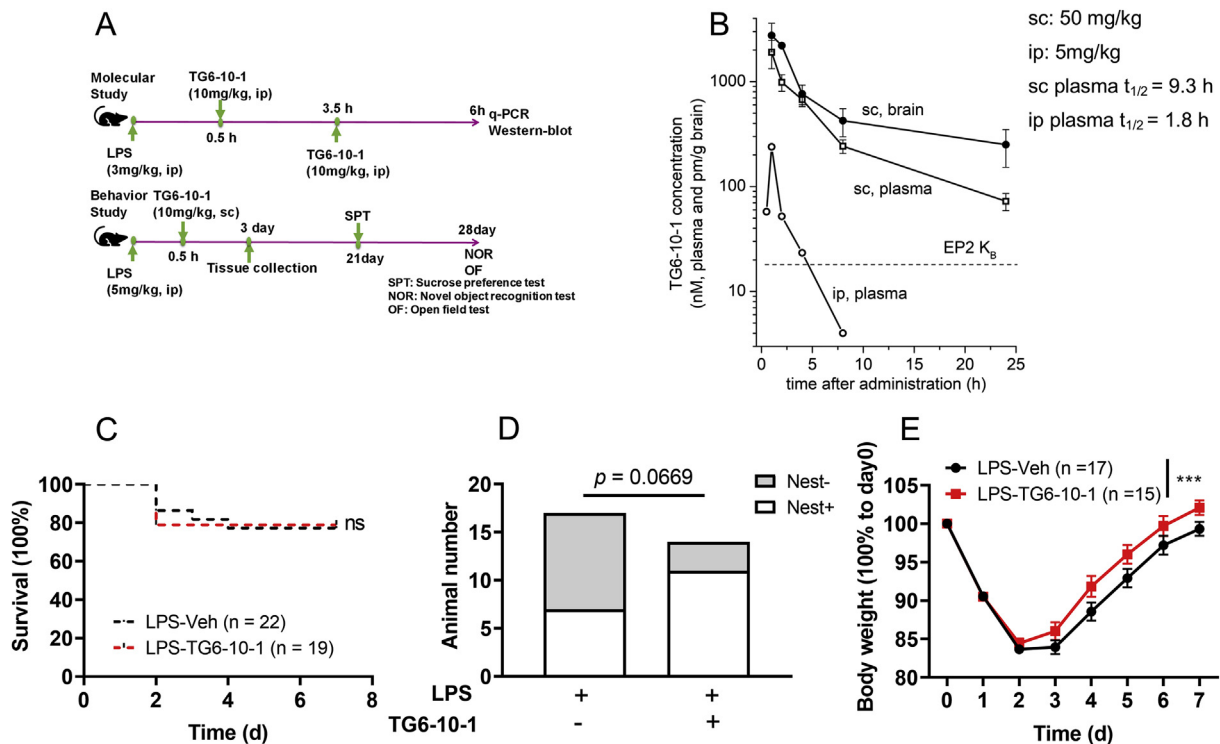 A
Molecular
Study
TG6-10-1
(10mg/kg, ip)
0.5 h
3.5 h
6h
q-PCR
Western-blot
LPS
(3mg/kg, ip)
TG6-10-1
(10mg/kg, ip)
Behavior
Study
TG6-10-1
(10mg/kg, sc)
3 day
SPT
28day
0.5 h
Tissue collection
21day
NOR
OF
LPS
(5mg/kg, ip)
SPT: Sucrose preference test
NOR: Novel object recognition test
OF: Open field test
B
TG6-10-1 concentration
(nM, plasma and pm/g brain)
1000
100
10
sc, brain
sc, plasma
EP2 KB
ip, plasma
0 5 10 15 20 25
time after administration (h)
sc: 50 mg/kg
ip: 5mg/kg
sc plasma t1/2 = 9.3 h
ip plasma t1/2 = 1.8 h
C
Survival (100%)
100
80
60
40
20
0
ns
LPS-Veh (n = 22)
LPS-TG6-10-1 (n = 19)
0 2 4 6 8
Time (d)
D
p = 0.0669
Nest-
Nest+
Animal number
20
15
10
5
0
LPS + +
TG6-10-1 - +
E
LPS-Veh (n =17)
LPS-TG6-10-1 (n =15)
***
Body weight (100% to day0)
105
100
95
90
85
80
0 1 2 3 4 5 6 7
Time (d)